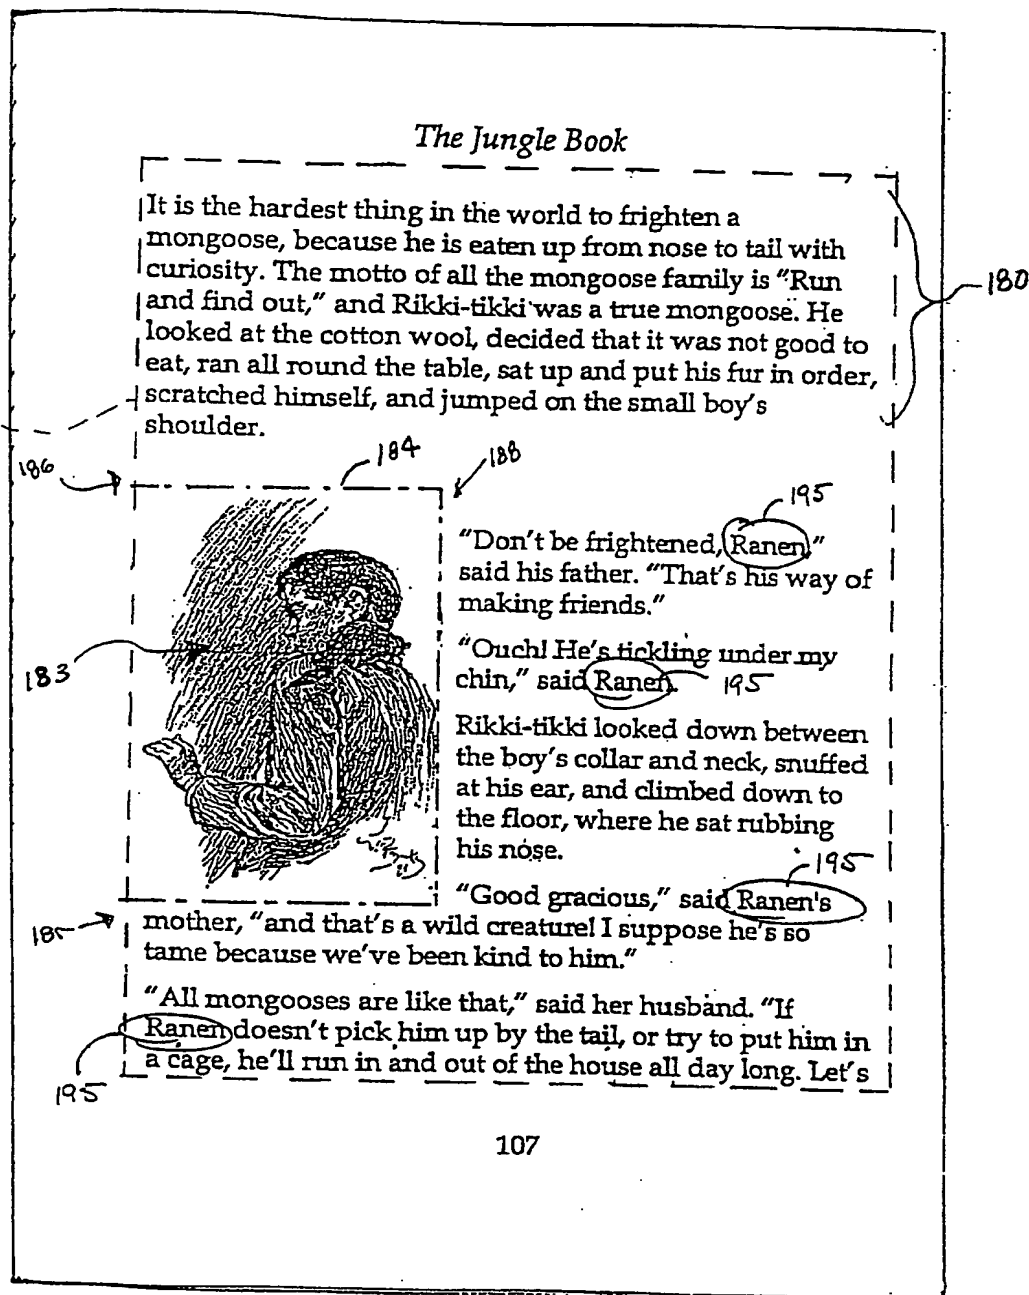 The Jungle Book
It is the hardest thing in the world to frighten a
mongoose, because he is eaten up from nose to tail with
curiosity. The motto of all the mongoose family is “Run
and find out,” and Rikki-tikki was a true mongoose. He
looked at the cotton wool, decided that it was not good to
eat, ran all round the table, sat up and put his fur in order,
scratched himself, and jumped on the small boy's
shoulder.
180
186
184
188
195
“Don't be frightened, Ranen,”
said his father. “That's his way of
making friends.”
“Ouch! He's tickling under my
chin,” said Ranen.
195
183
Rikki-tikki looked down between
the boy's collar and neck, snuffed
at his ear, and climbed down to
the floor, where he sat rubbing
his nose.
195
“Good gracious,” said Ranen's
mother, “and that's a wild creature! I suppose he's so
tame because we've been kind to him.”
“All mongooses are like that,” said her husband. “If
Ranen doesn't pick him up by the tail, or try to put him in
a cage, he'll run in and out of the house all day long. Let's
195
107